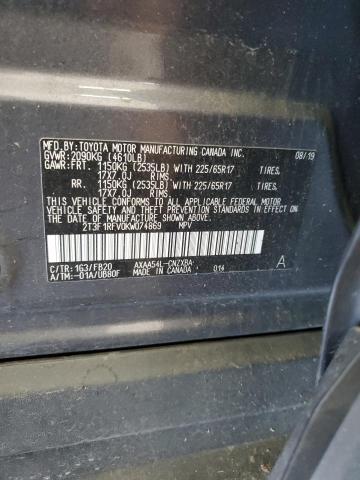 MFD.BY:TOYOTA MOTOR MANUFACTURING CANADA INC. 08/19
GVWR:2090KG (4610LB)
GAWR:FRT. 1150KG (2535LB) WITH 225/65R17 TIRES,
17X7.0J RIMS
RR. 1150KG (2535LB) WITH 225/65R17 TIRES,
17X7.0J RIMS
THIS VEHICLE CONFORMS TO ALL APPLICABLE FEDERAL MOTOR
VEHICLE SAFETY, BUMPER, AND THEFT PREVENTION STANDARDS
IN EFFECT ON THE DATE OF MANUFACTURE SHOWN ABOVE.
2T3F1RFV0KW074869 MPV
C/TR:1G3/FB20 AXAA54L-CNZXBA A
A/TM:-01A/UB80F MADE IN CANADA 014